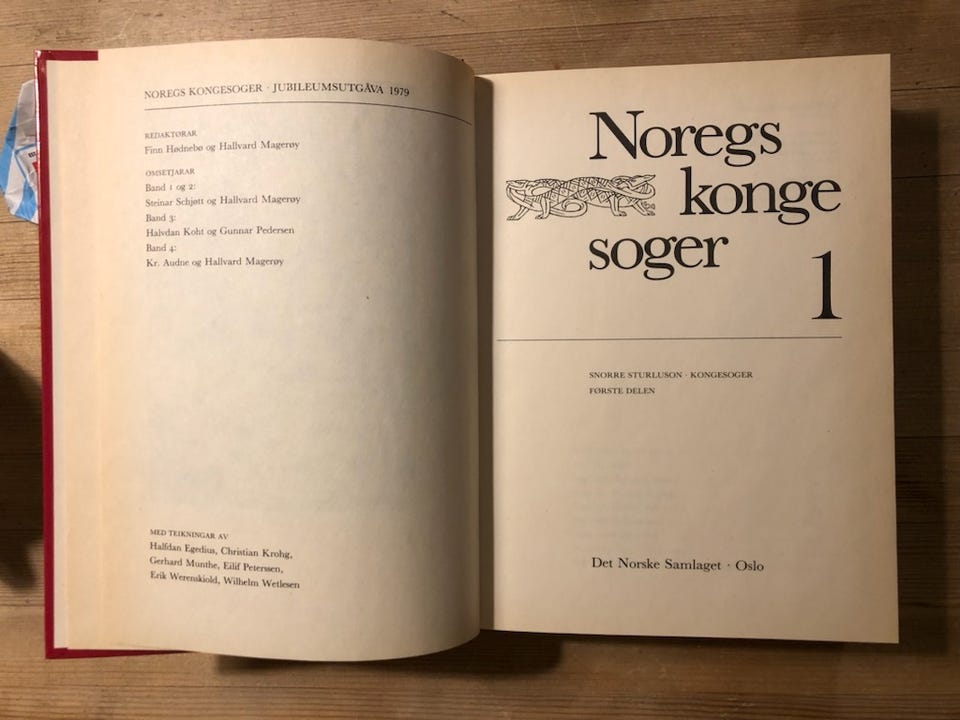 NOREGS KONGESOGER · JUBILEUMSUTGÅVA 1979
REDAKTØRAR
Finn Hødnebø og Hallvard Magerøy
OMSETJARAR
Band 1 og 2:
Steinar Schjøtt og Hallvard Magerøy
Band 3:
Halvdan Koht og Gunnar Pedersen
Band 4:
Kr. Audne og Hallvard Magerøy
MED TEIKNINGAR AV
Halfdan Egedius, Christian Krohg,
Gerhard Munthe, Eilif Peterssen,
Erik Werenskiold, Wilhelm Wetlesen
Noregs
konge
soger
1
SNORRE STURLUSON · KONGESOGER
FØRSTE DELEN
Det Norske Samlaget · Oslo